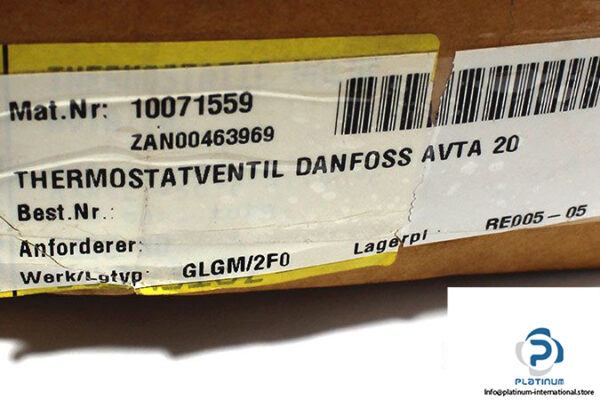 Mat.Nr: 10071559
ZAN00463969
THERMOSTATVENTIL DANFOSS AVTA 20
Best.Nr.:
Anforderer:
Lagerpl : RED05-05
Werk/Lgtyp: GLGM/2F0
PLATINUM
Info@platinum-international.store